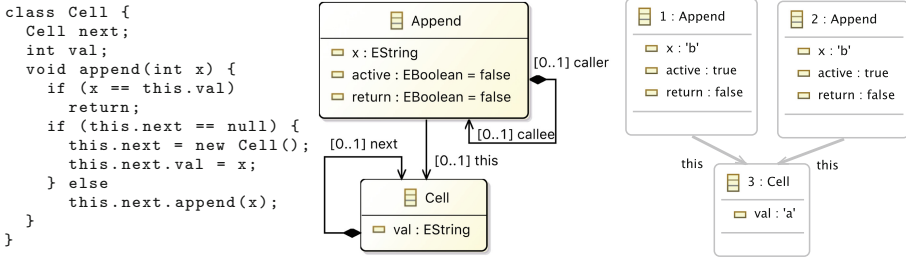 class Cell {
  Cell next;
  int val;
  void append(int x) {
    if (x == this.val)
      return;
    if (this.next == null) {
      this.next = new Cell();
      this.next.val = x;
    } else
      this.next.append(x);
  }
}
Append
x : EString
active : EBoolean = false
return : EBoolean = false
[0..1] caller
[0..1] callee
[0..1] next
[0..1] this
Cell
val : EString
1 : Append
x : 'b'
active : true
return : false
2 : Append
x : 'b'
active : true
return : false
this
this
3 : Cell
val : 'a'